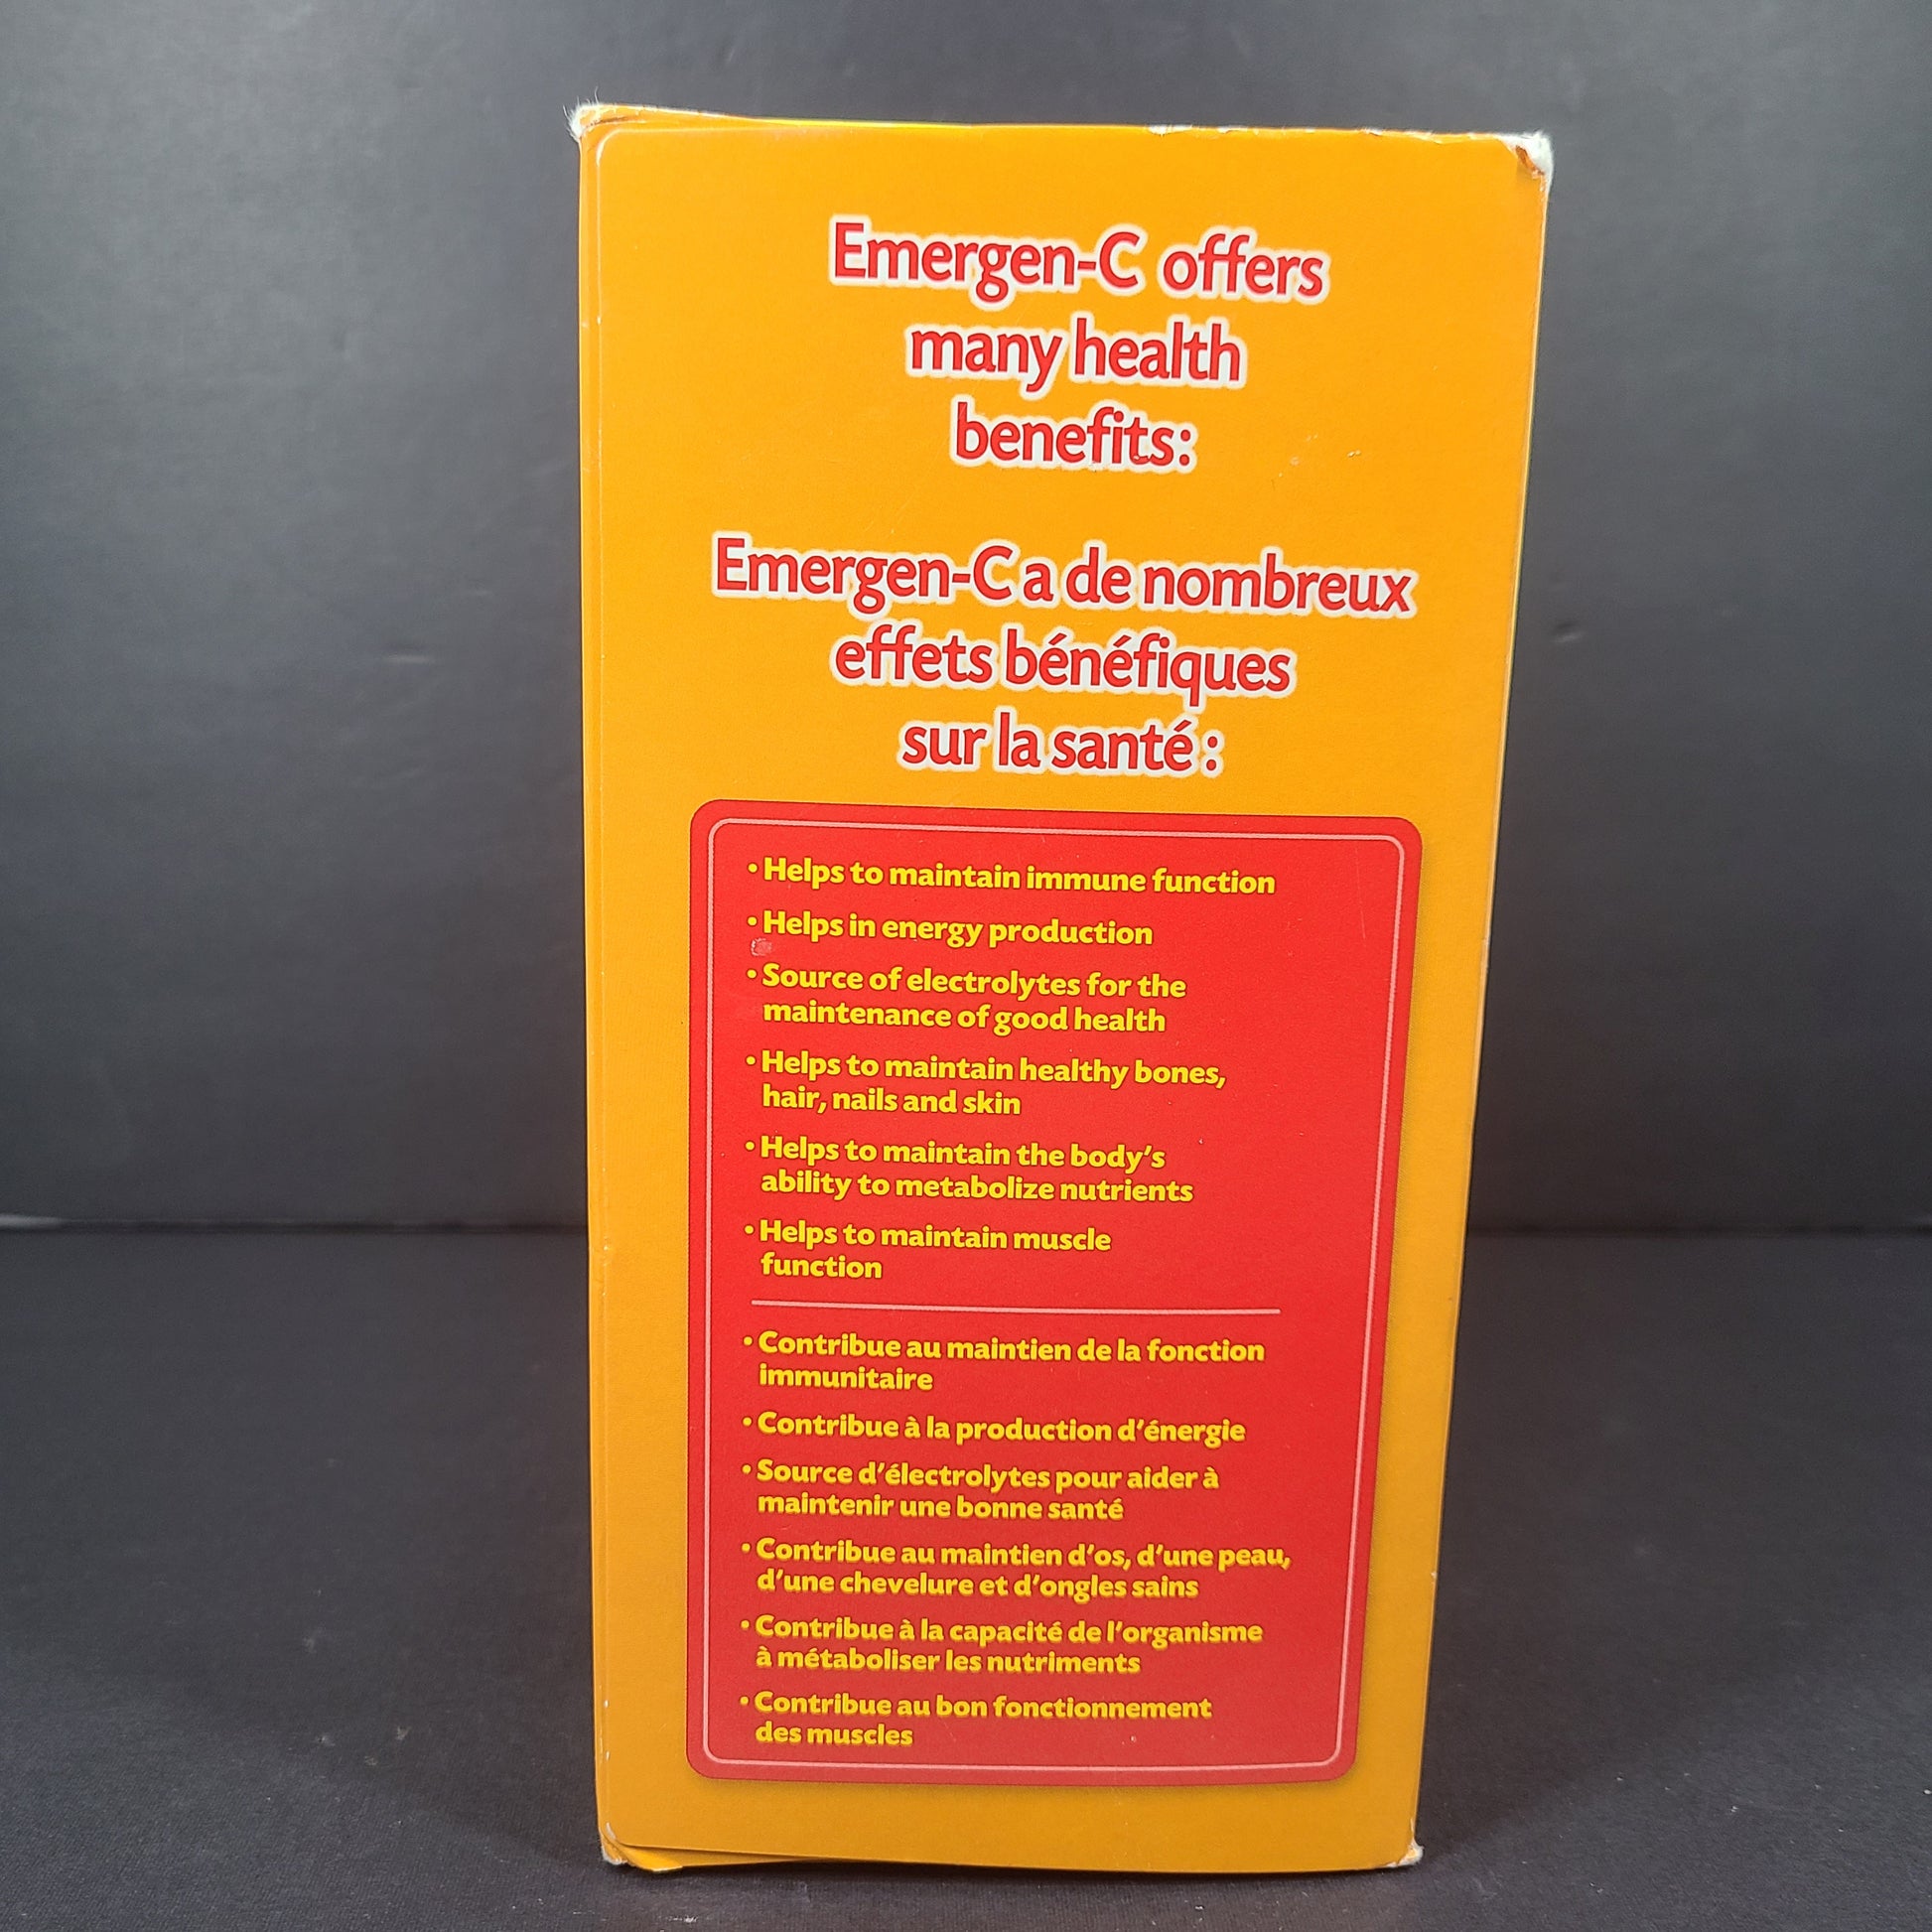 Emergen-C offers
many health
benefits:
Emergen-C a de nombreux
effets bénéfiques
sur la santé :
• Helps to maintain immune function
• Helps in energy production
• Source of electrolytes for the
maintenance of good health
• Helps to maintain healthy bones,
hair, nails and skin
• Helps to maintain the body's
ability to metabolize nutrients
• Helps to maintain muscle
function
• Contribue au maintien de la fonction
immunitaire
• Contribue à la production d'énergie
• Source d'électrolytes pour aider à
maintenir une bonne santé
• Contribue au maintien d'os, d'une peau,
d'une chevelure et d'ongles sains
• Contribue à la capacité de l'organisme
à métaboliser les nutriments
• Contribue au bon fonctionnement
des muscles